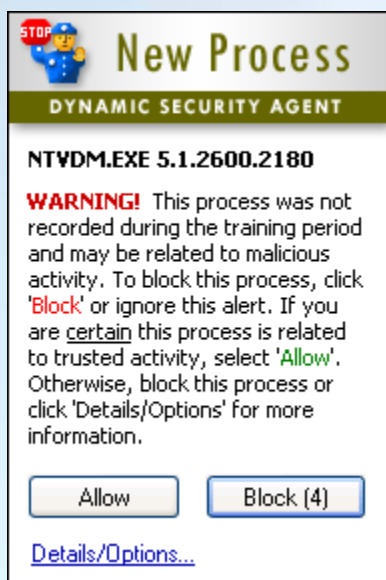 STOP
New Process
DYNAMIC SECURITY AGENT
NTVDM.EXE 5.1.2600.2180
WARNING! This process was not
recorded during the training period
and may be related to malicious
activity. To block this process, click
'Block' or ignore this alert. If you
are certain this process is related
to trusted activity, select 'Allow'.
Otherwise, block this process or
click 'Details/Options' for more
information.
Allow
Block (4)
Details/Options...